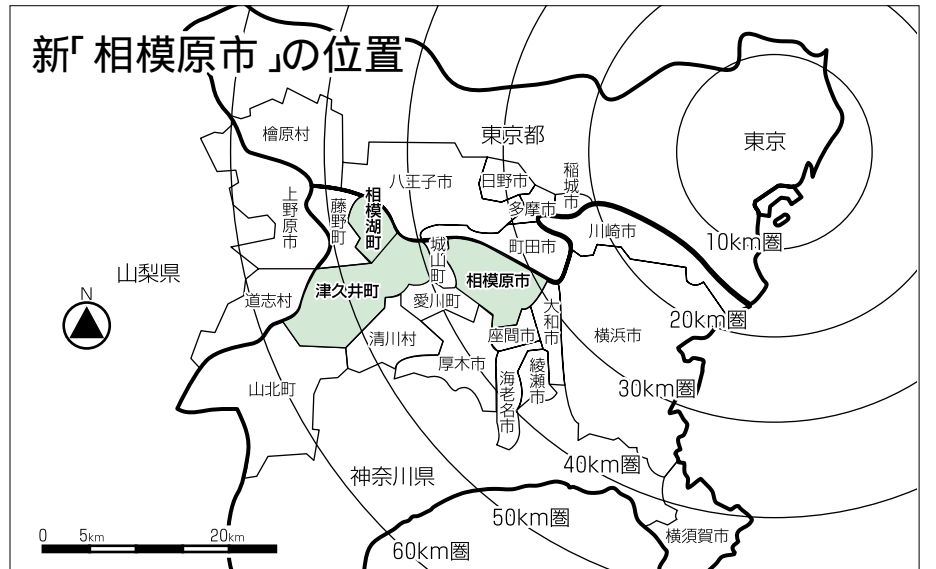 新「相模原市」の位置
檜原村
東京都
東京
八王子市
日野市
稲城市
上野原市
藤野町
相模湖町
多摩市
川崎市
町田市
10km圏
城山町
山梨県
N
津久井町
相模原市
道志村
愛川町
大和市
20km圏
清川村
座間市
横浜市
厚木市
山北町
海老名市
綾瀬市
30km圏
40km圏
神奈川県
50km圏
横須賀市
60km圏
0 5km 20km